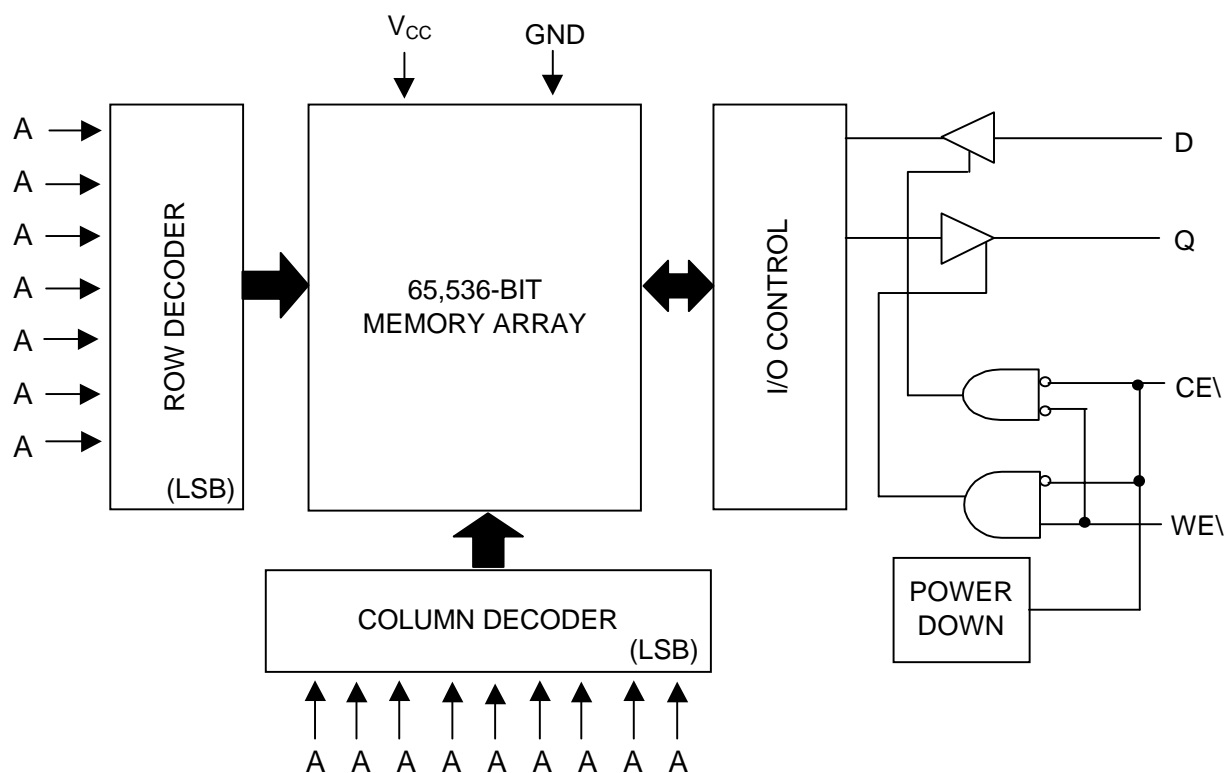 VCC
GND
A
A
A
A
A
A
A
ROW DECODER
(LSB)
65,536-BIT
MEMORY ARRAY
I/O CONTROL
D
Q
CE\
WE\
POWER
DOWN
COLUMN DECODER
(LSB)
A A A A A A A A A